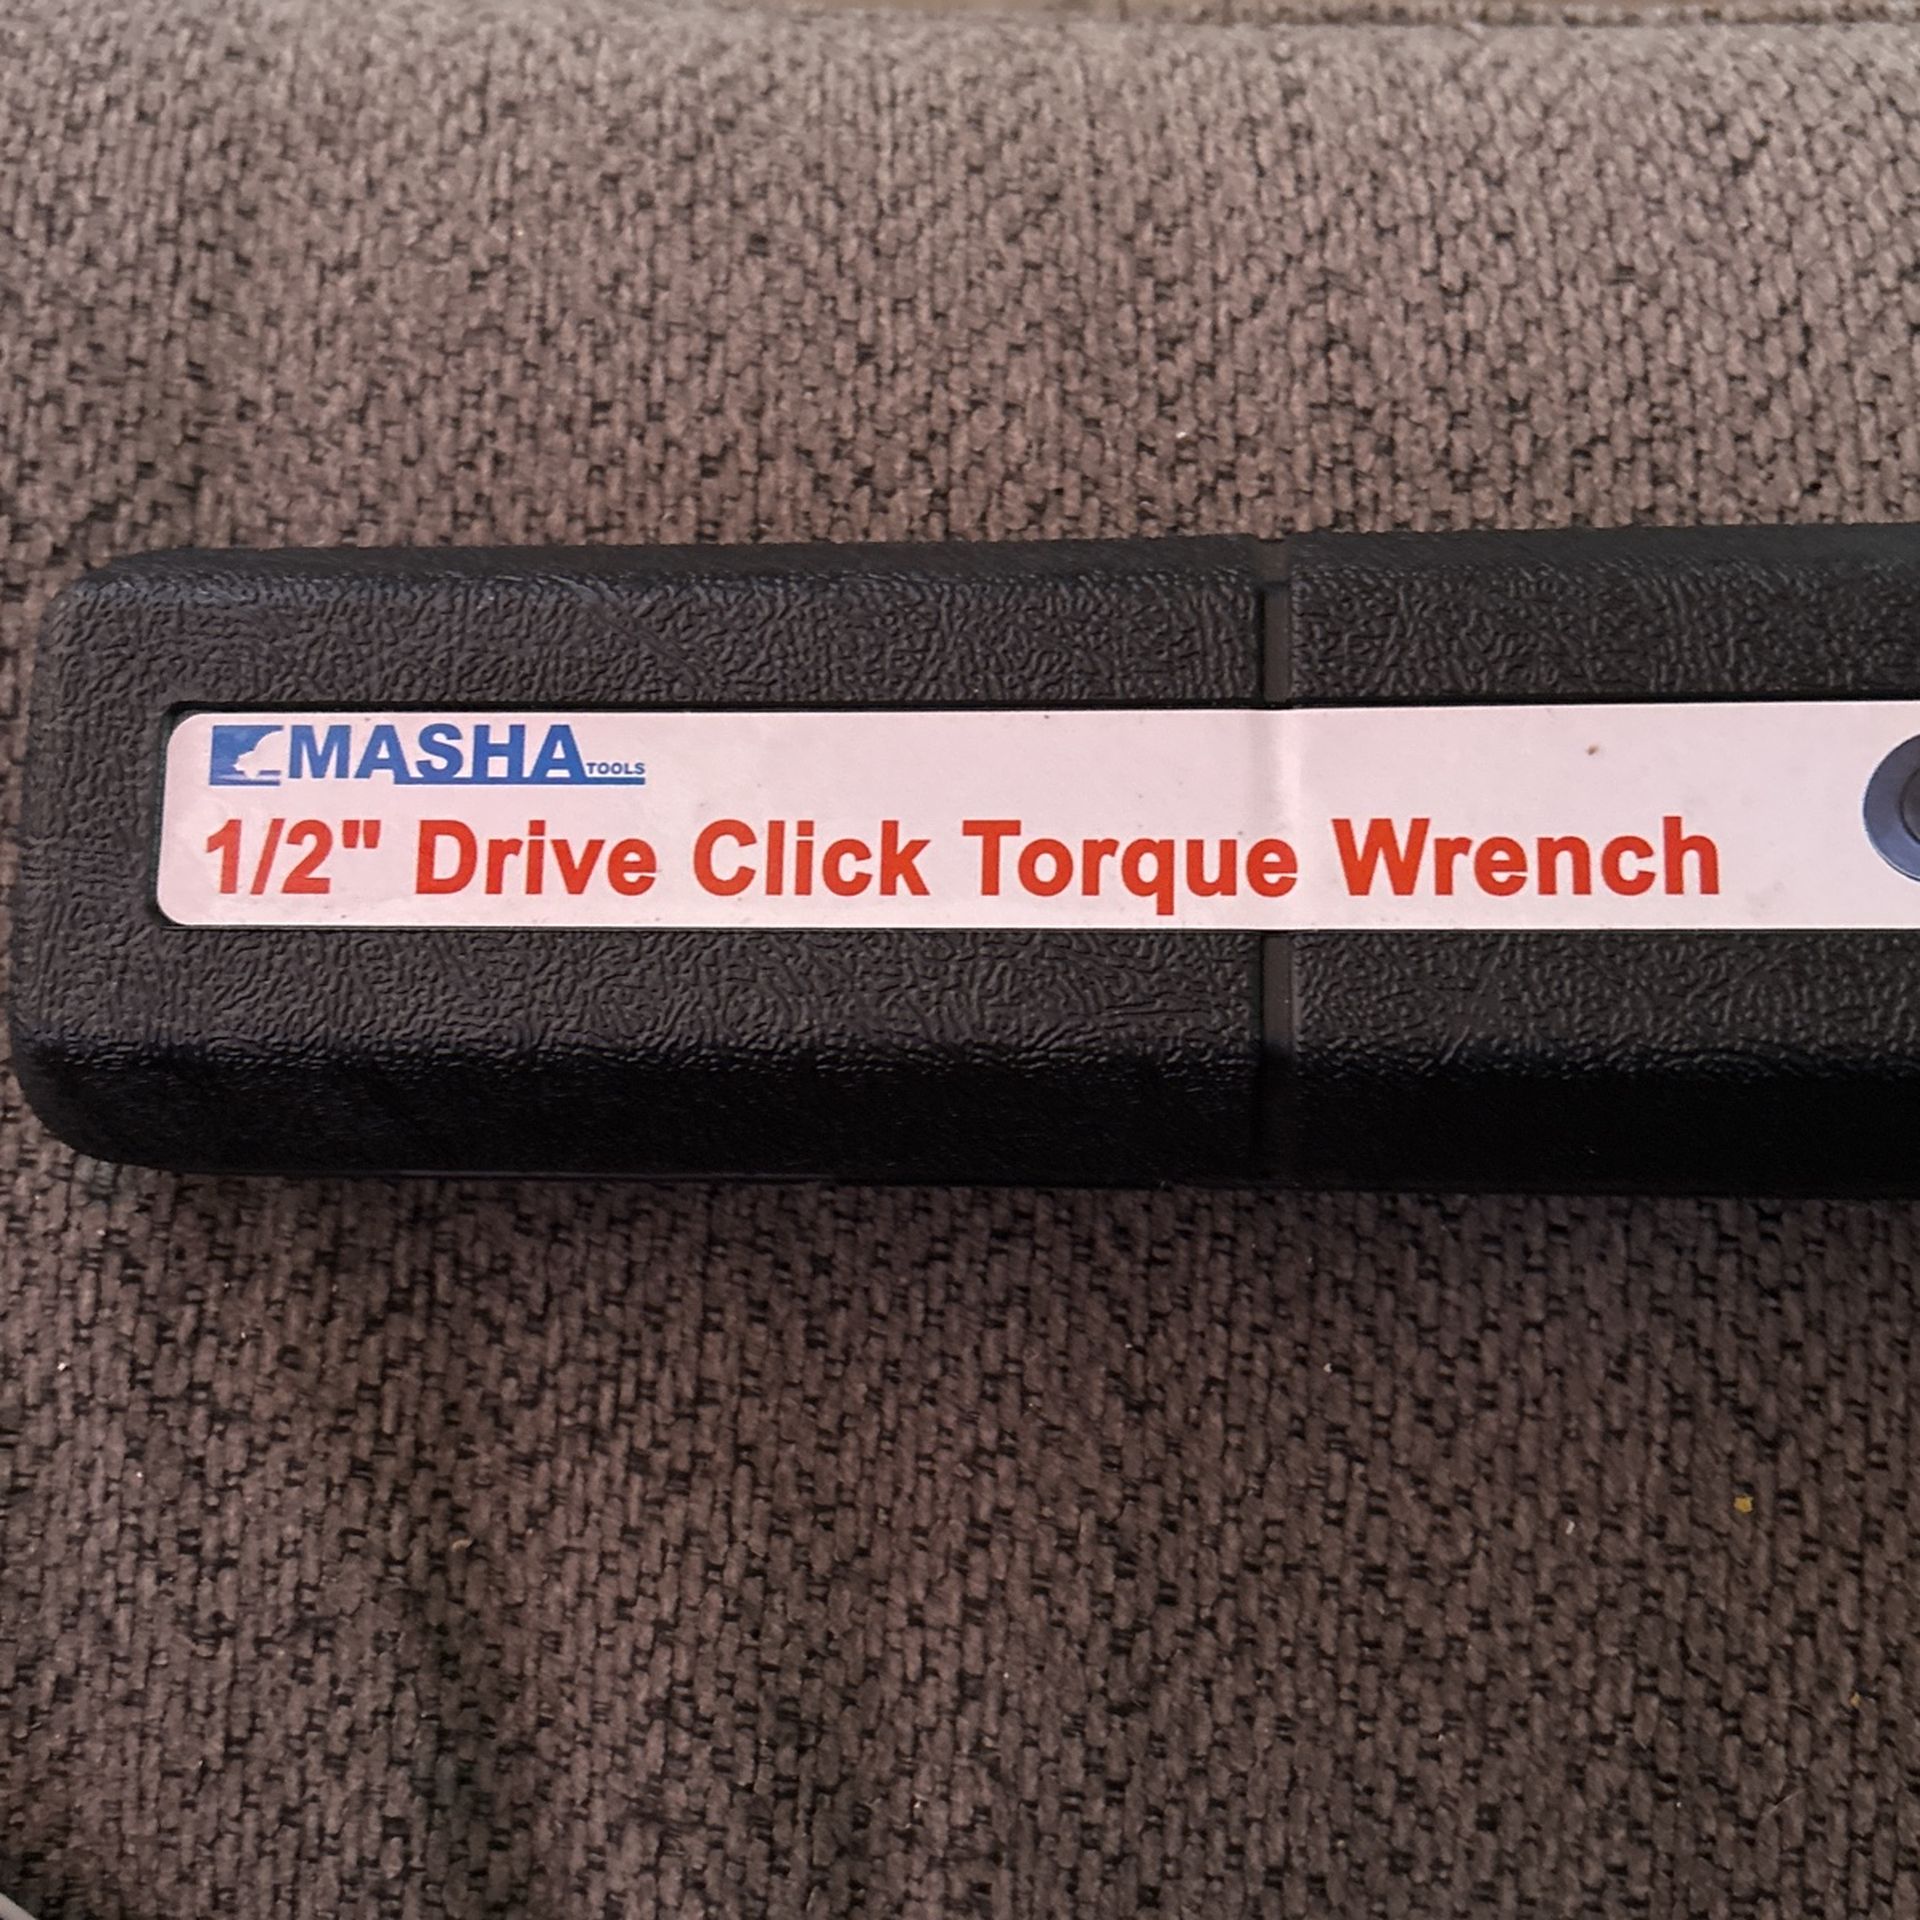 MASHA TOOLS
1/2" Drive Click Torque Wrench